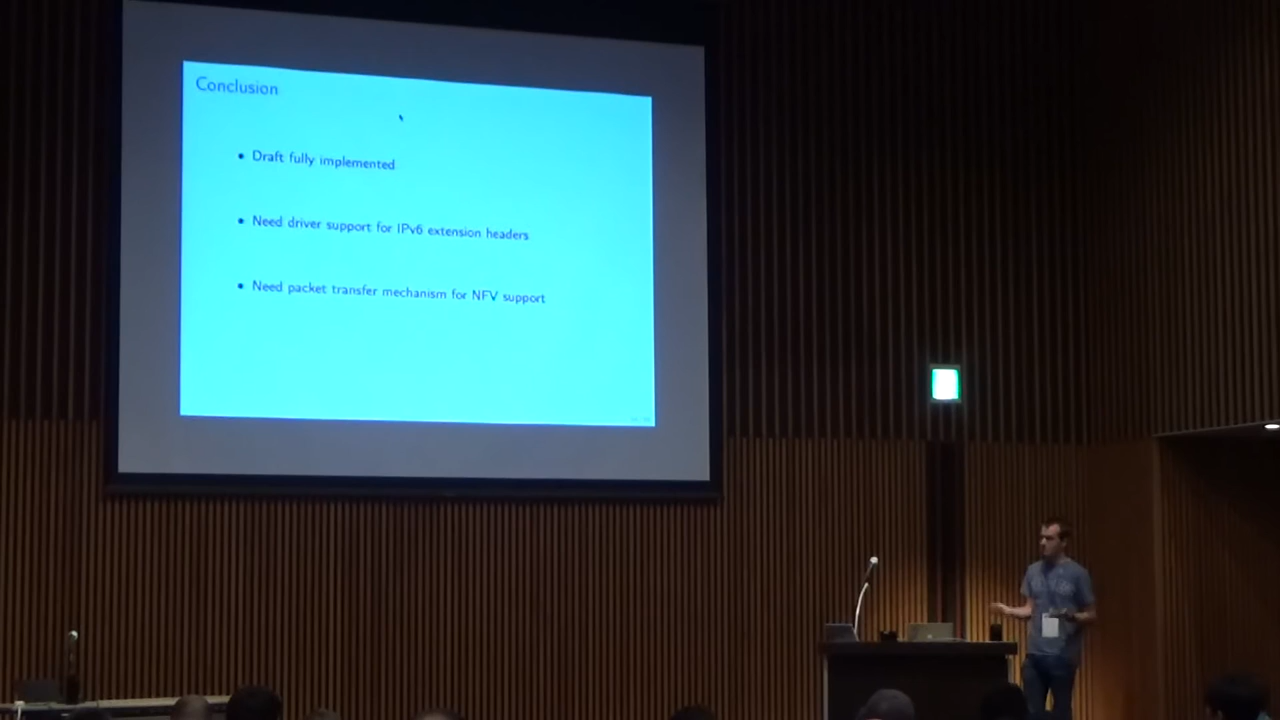 Conclusion
• Draft fully implemented
• Need driver support for IPv6 extension headers
• Need packet transfer mechanism for NFV support